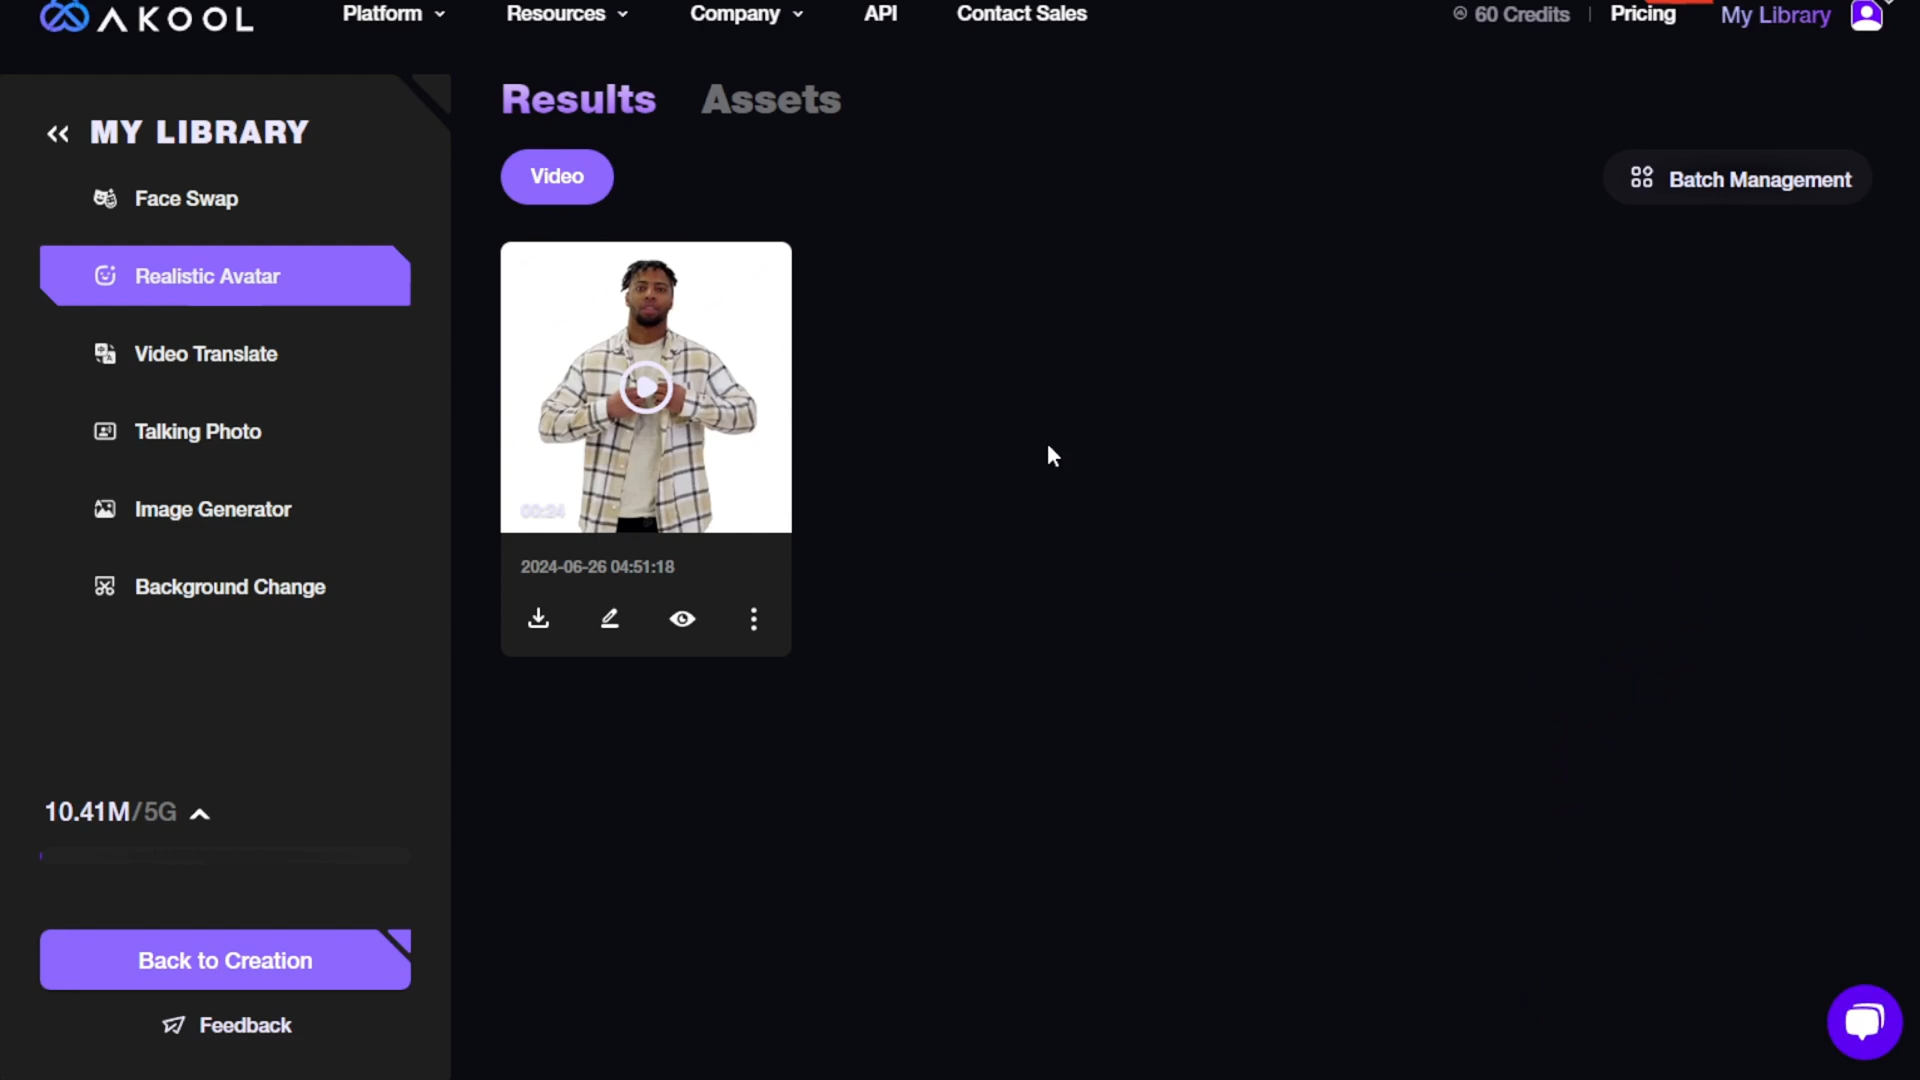 AKOOL
Platform
Resources
Company
API
Contact Sales
60 Credits
Pricing
My Library
MY LIBRARY
Face Swap
Realistic Avatar
Video Translate
Talking Photo
Image Generator
Background Change
10.41M/5G
Back to Creation
Feedback
Results
Assets
Video
Batch Management
00:24
2024-06-26 04:51:18